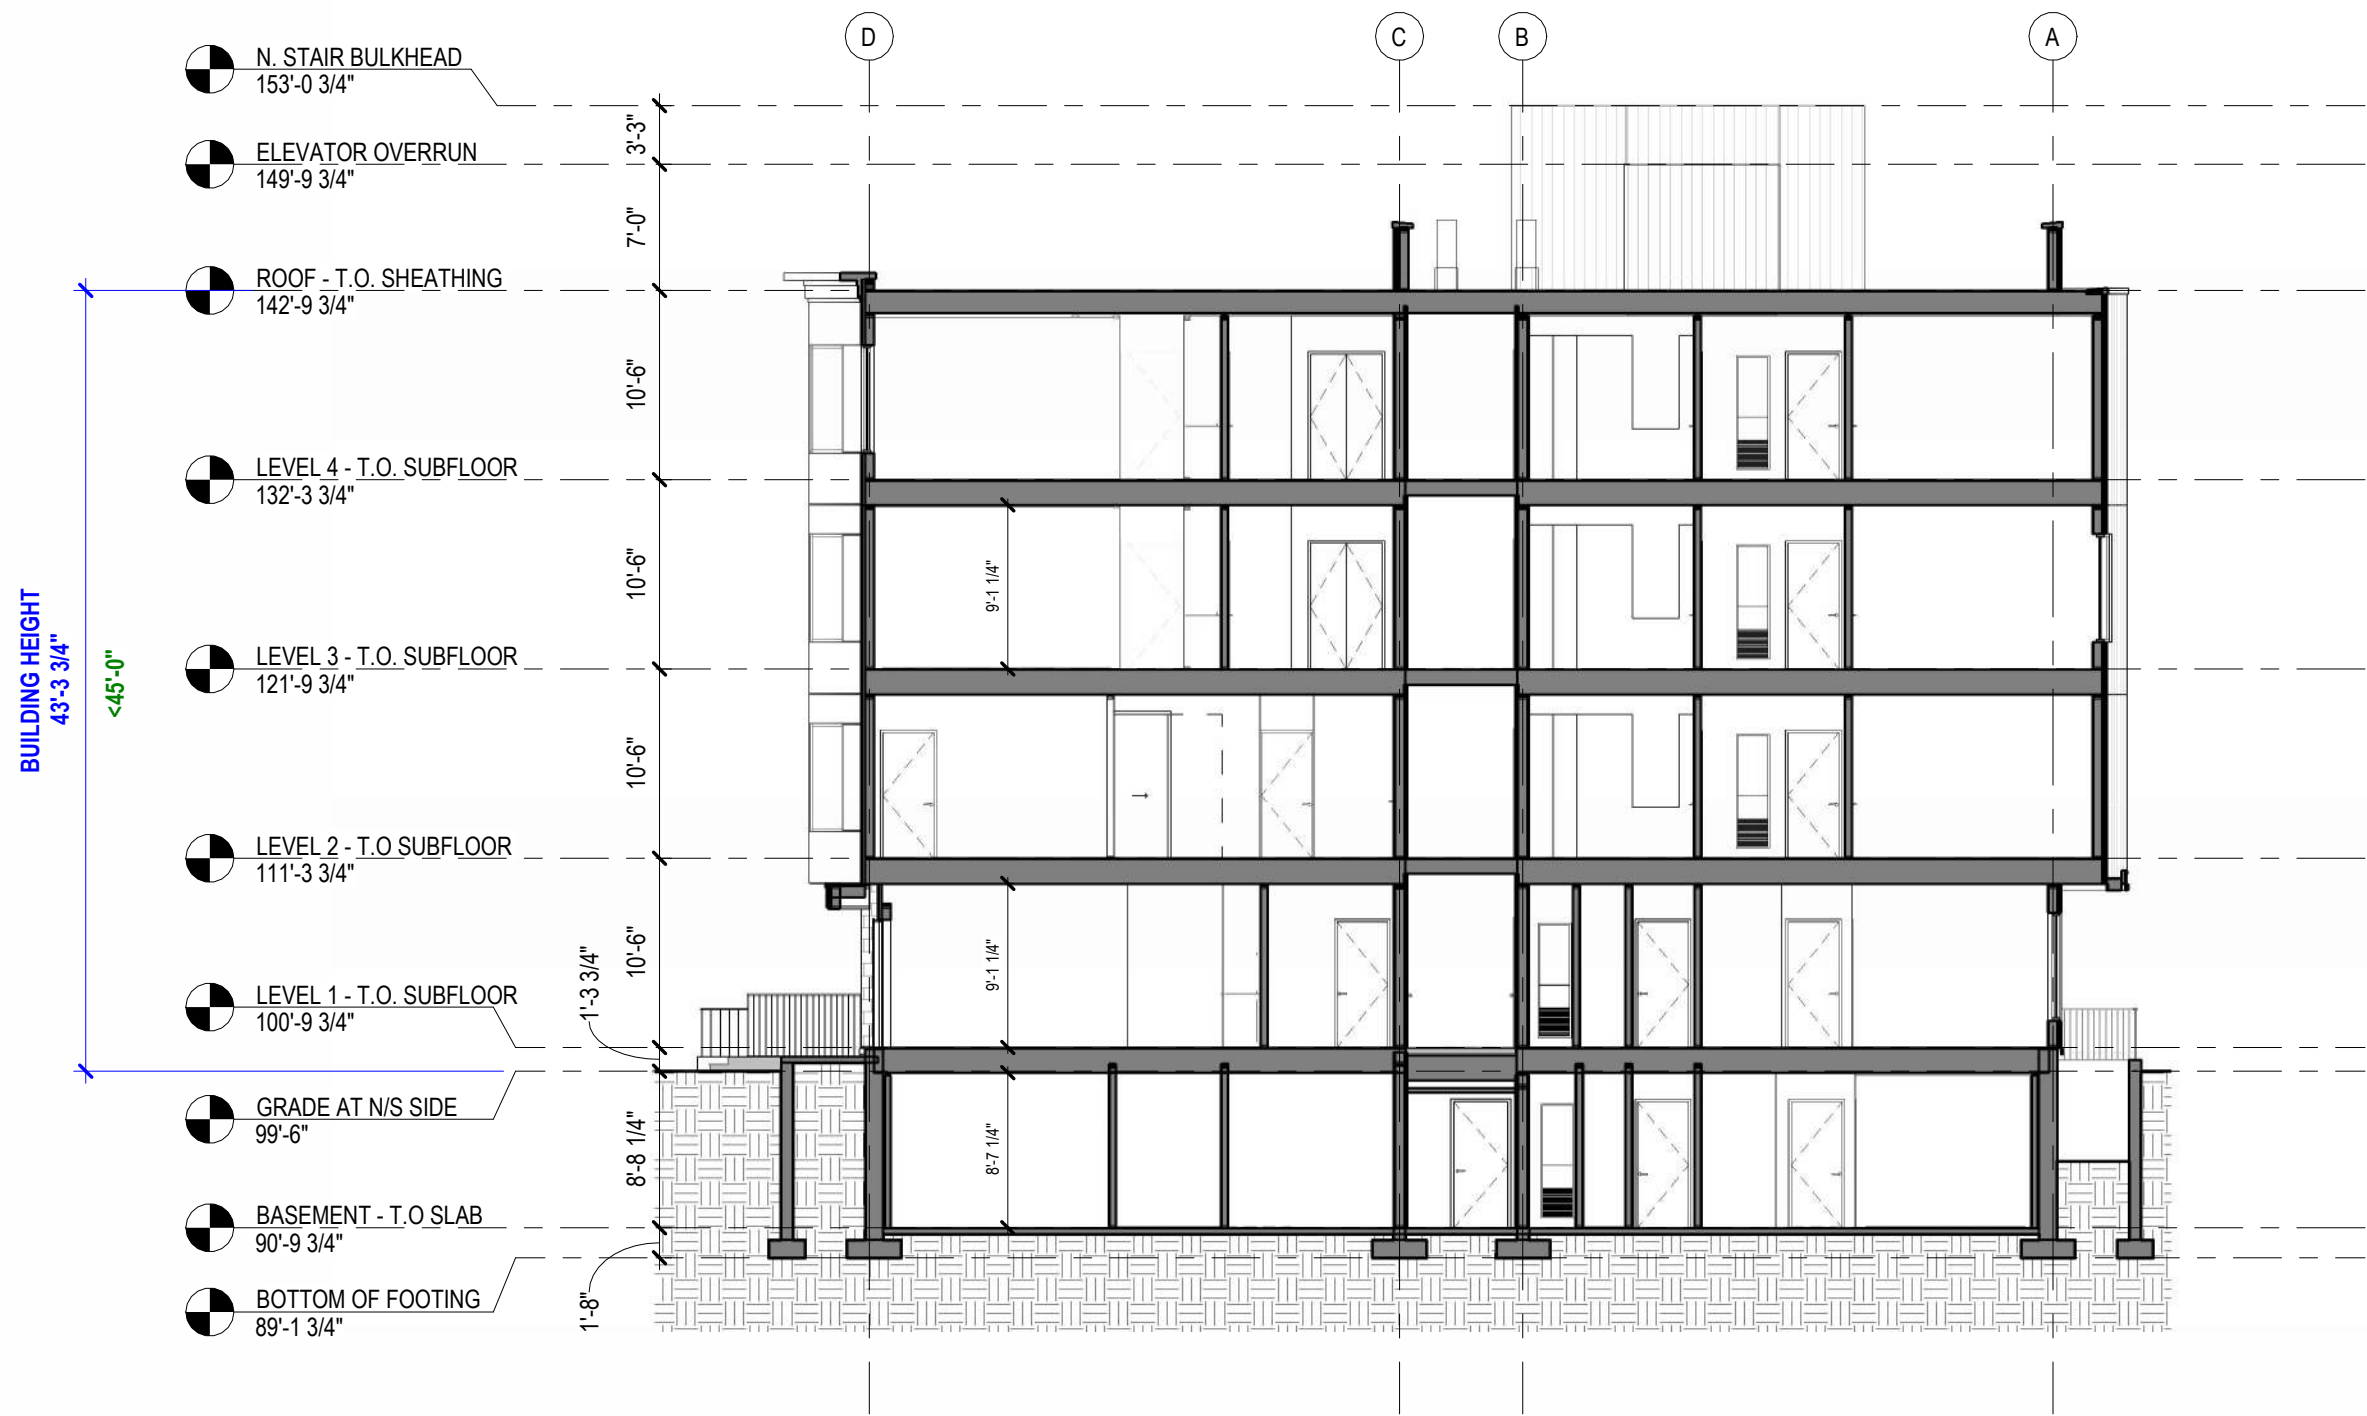 D
C
B
A
N. STAIR BULKHEAD
153'-0 3/4"
3'-3"
ELEVATOR OVERRUN
149'-9 3/4"
7'-0"
ROOF - T.O. SHEATHING
142'-9 3/4"
10'-6"
LEVEL 4 - T.O. SUBFLOOR
132'-3 3/4"
10'-6"
9'-1 1/4"
BUILDING HEIGHT
43'-3 3/4"
<45'-0"
LEVEL 3 - T.O. SUBFLOOR
121'-9 3/4"
10'-6"
LEVEL 2 - T.O SUBFLOOR
111'-3 3/4"
10'-6"
1'-3 3/4"
9'-1 1/4"
LEVEL 1 - T.O. SUBFLOOR
100'-9 3/4"
GRADE AT N/S SIDE
99'-6"
8'-8 1/4"
8'-7 1/4"
BASEMENT - T.O SLAB
90'-9 3/4"
1'-8"
BOTTOM OF FOOTING
89'-1 3/4"